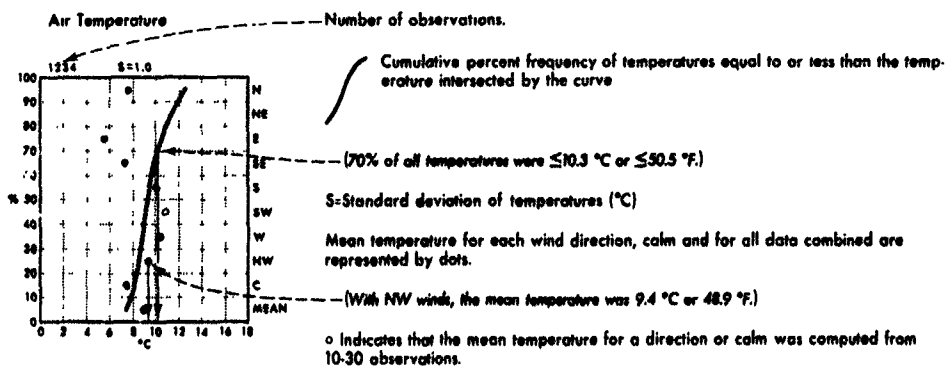 Air Temperature
Number of observations.
1234 S=1.0
Cumulative percent frequency of temperatures equal to or less than the temp-
erature intersected by the curve
100
90
80
70
60
50
40
30
20
10
0
%
N
NE
E
SE
S
SW
W
NW
C
MEAN
0 2 4 6 8 10 12 14 16 18
°C
(70% of all temperatures were ≤10.3 °C or ≤50.5 °F.)
S=Standard deviation of temperatures (°C)
Mean temperature for each wind direction, calm and for all data combined are
represented by dots.
(With NW winds, the mean temperature was 9.4 °C or 48.9 °F.)
o Indicates that the mean temperature for a direction or calm was computed from
10-30 observations.